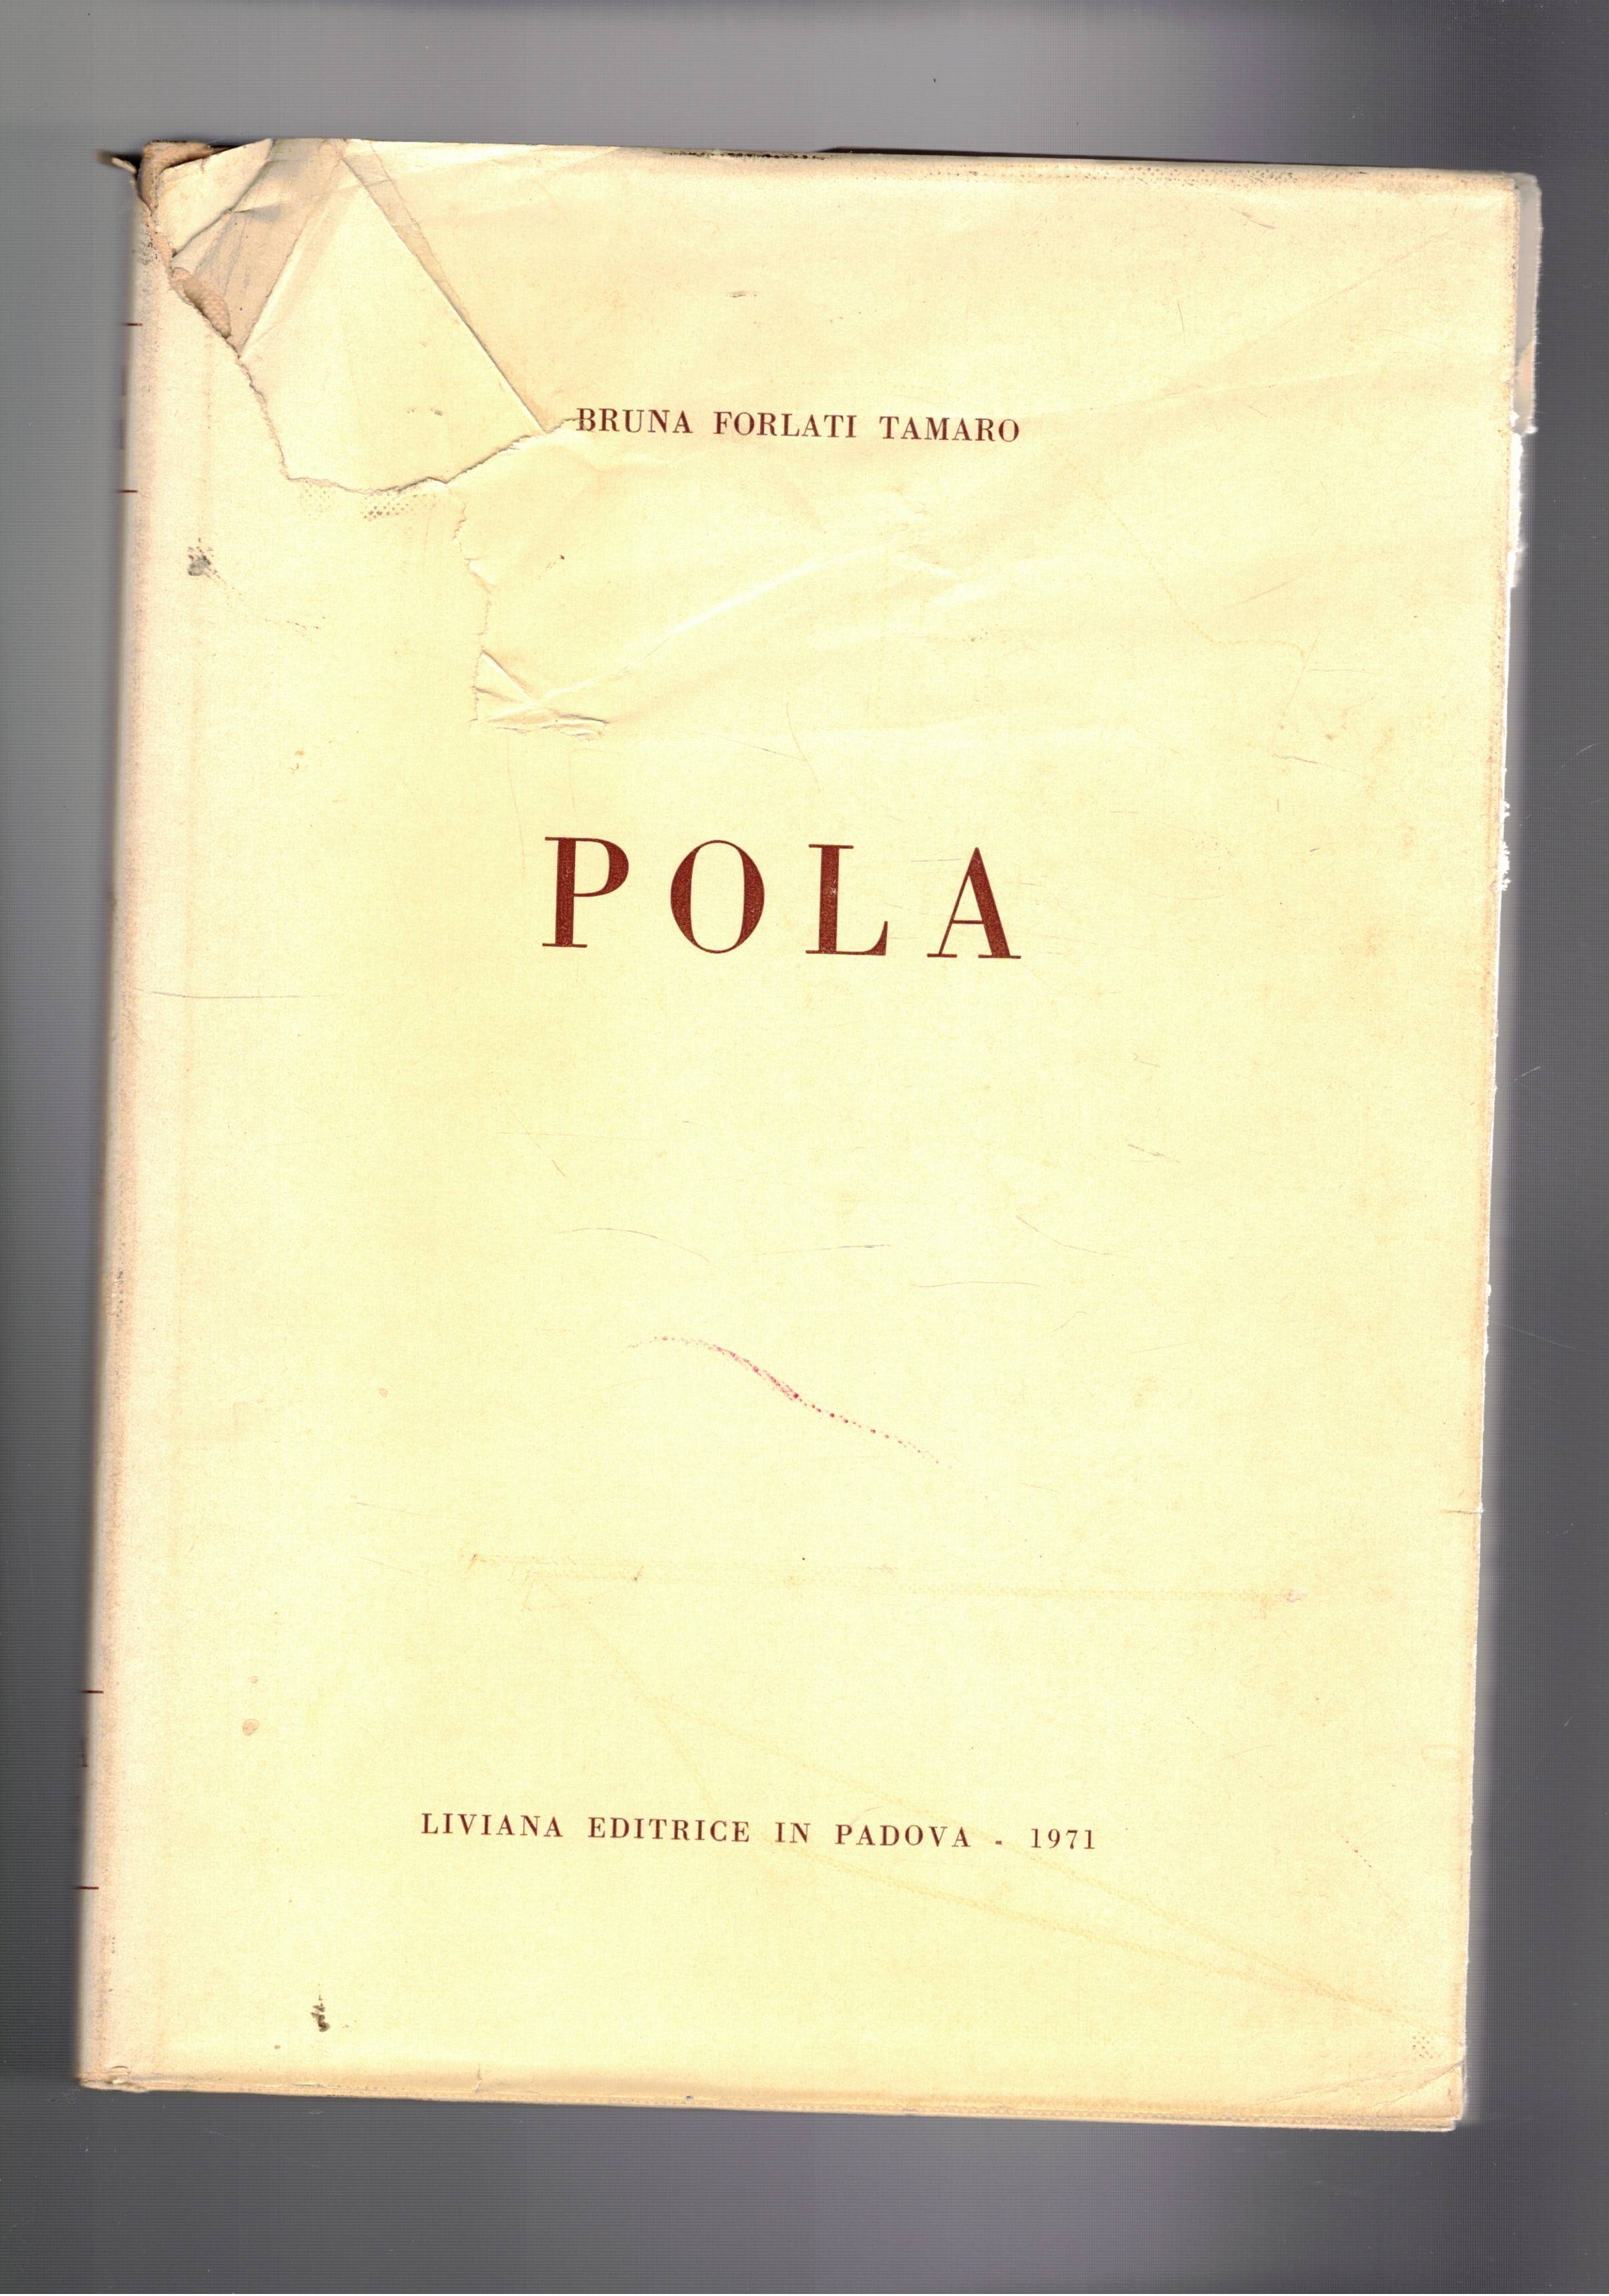 BRUNA FORLATI TAMARO
POLA
LIVIANA EDITRICE IN PADOVA - 1971